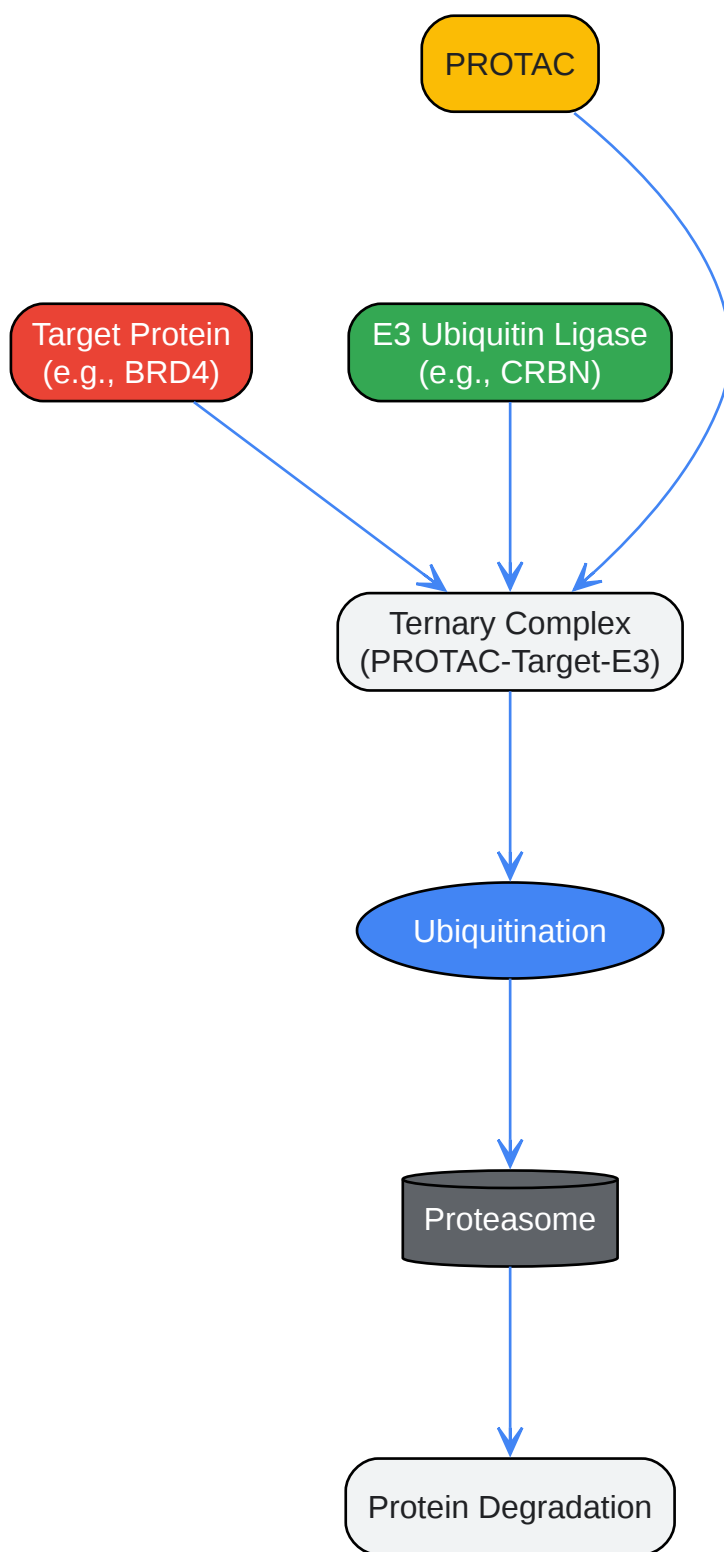 PROTAC
Target Protein
(e.g., BRD4)
E3 Ubiquitin Ligase
(e.g., CRBN)
Ternary Complex
(PROTAC-Target-E3)
Ubiquitination
Proteasome
Protein Degradation